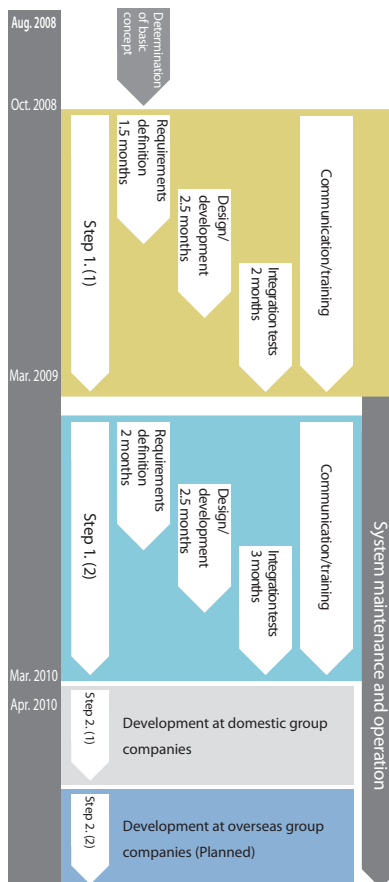 Aug. 2008
Determination
of basic
concept
Oct. 2008
Step 1. (1)
Requirements
definition
1.5 months
Design/
development
2.5 months
Integration tests
2 months
Communication/training
Mar. 2009
System maintenance and operation
Step 1. (2)
Requirements
definition
2 months
Design/
development
2.5 months
Integration tests
3 months
Communication/training
Mar. 2010
Apr. 2010
Step 2. (1)
Development at domestic group
companies
Step 2. (2)
Development at overseas group
companies (Planned)